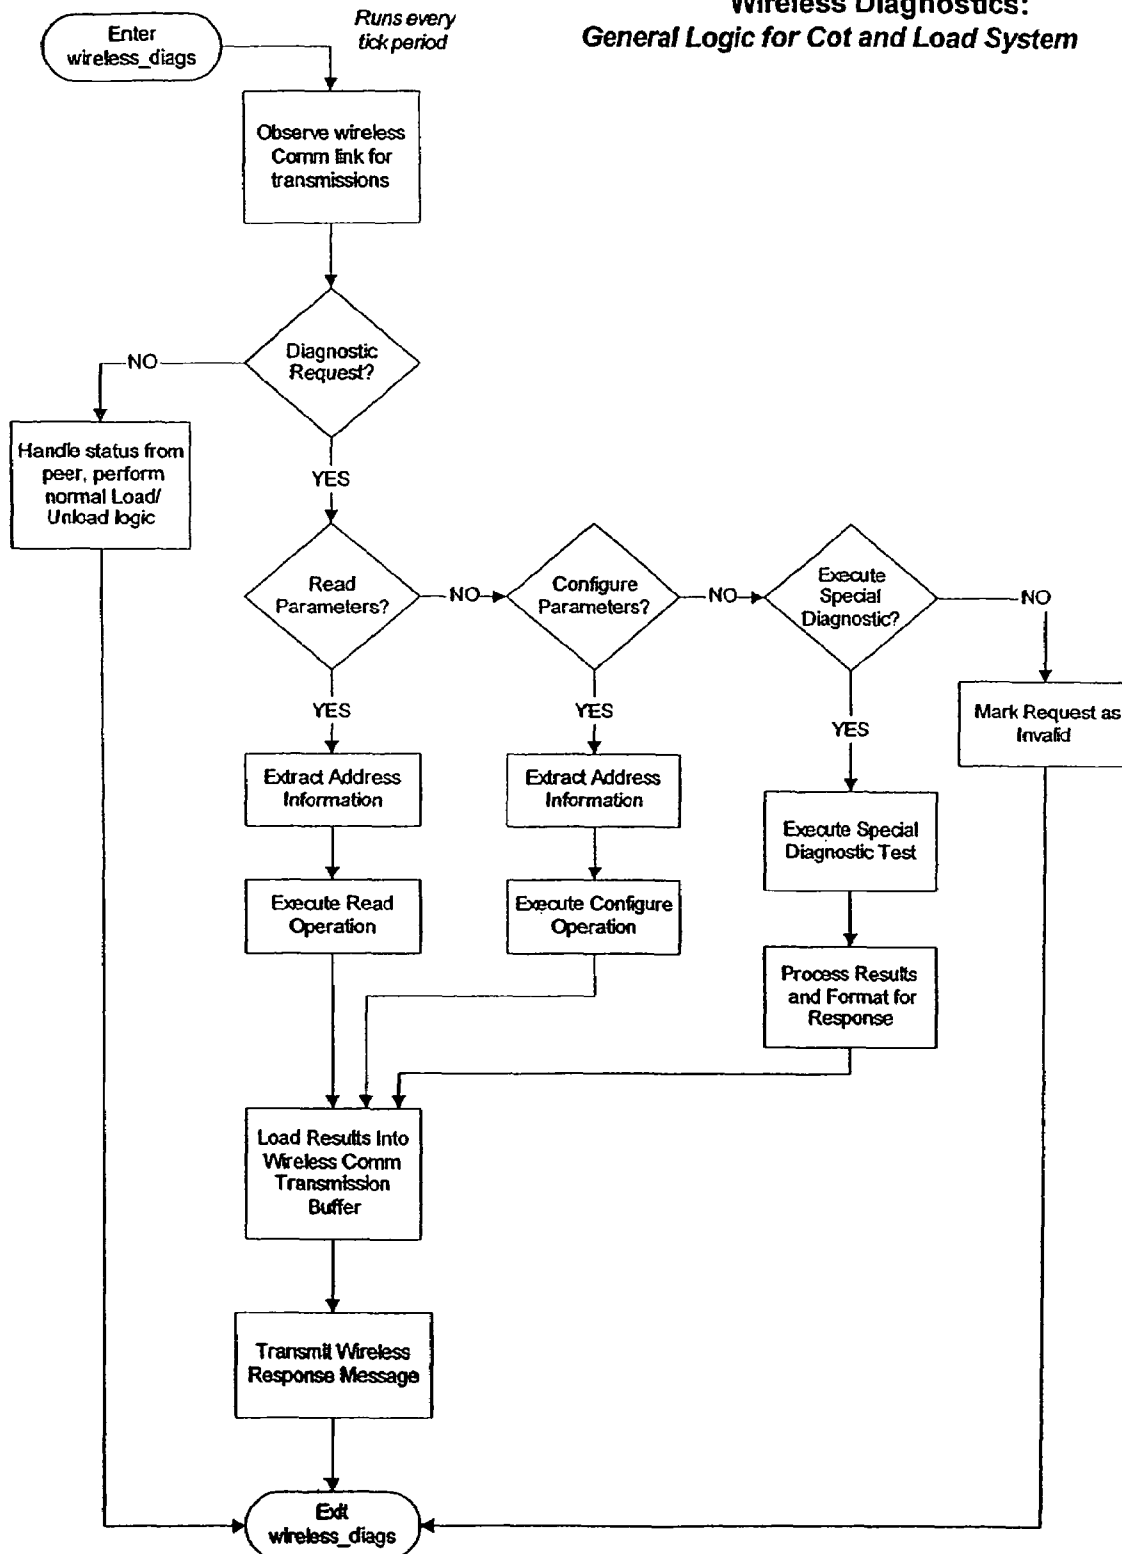 Wireless Diagnostics:
General Logic for Cot and Load System
Runs every
tick period
Enter
wireless_diags
Observe wireless
Comm link for
transmissions
Diagnostic
Request?
NO
YES
Handle status from
peer, perform
normal Load/
Unload logic
Read
Parameters?
NO
Configure
Parameters?
NO
Execute
Special
Diagnostic?
NO
YES
YES
YES
Mark Request as
Invalid
Extract Address
Information
Extract Address
Information
Execute Special
Diagnostic Test
Execute Read
Operation
Execute Configure
Operation
Process Results
and Format for
Response
Load Results Into
Wireless Comm
Transmission
Buffer
Transmit Wireless
Response Message
Exit
wireless_diags